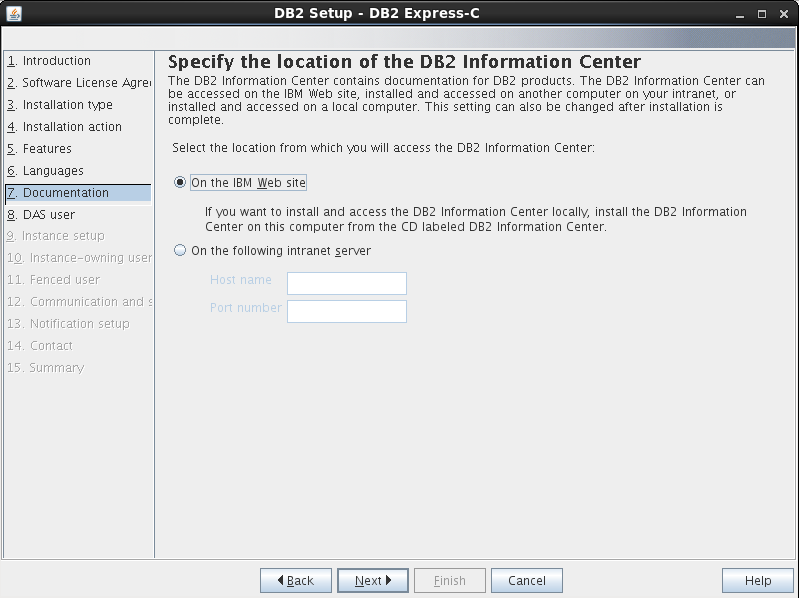 DB2 Setup - DB2 Express-C
1. Introduction
2. Software License Agree
3. Installation type
4. Installation action
5. Features
6. Languages
7. Documentation
8. DAS user
9. Instance setup
10. Instance-owning user
11. Fenced user
12. Communication and s
13. Notification setup
14. Contact
15. Summary
Specify the location of the DB2 Information Center
The DB2 Information Center contains documentation for DB2 products. The DB2 Information Center can
be accessed on the IBM Web site, installed and accessed on another computer on your intranet, or
installed and accessed on a local computer. This setting can also be changed after installation is
complete.
Select the location from which you will access the DB2 Information Center:
On the IBM Web site
If you want to install and access the DB2 Information Center locally, install the DB2 Information
Center on this computer from the CD labeled DB2 Information Center.
On the following intranet server
Host name
Port number
Back Next Finish Cancel Help